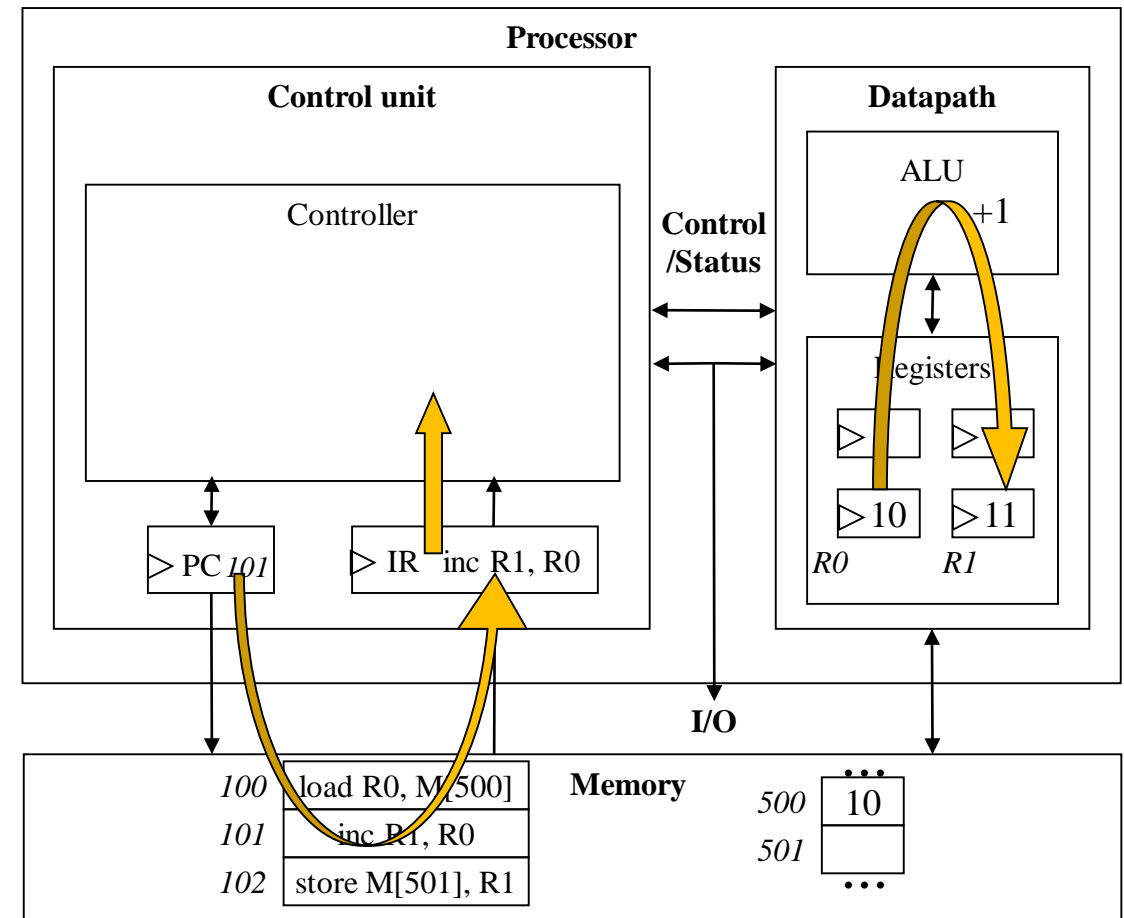 Processor
Control unit
Datapath
ALU
+1
Controller
Control
/Status
Registers
10
11
R0
R1
PC 101
IR inc R1, R0
I/O
Memory
100 load R0, M[500]
101 inc R1, R0
102 store M[501], R1
...
500 10
501
...